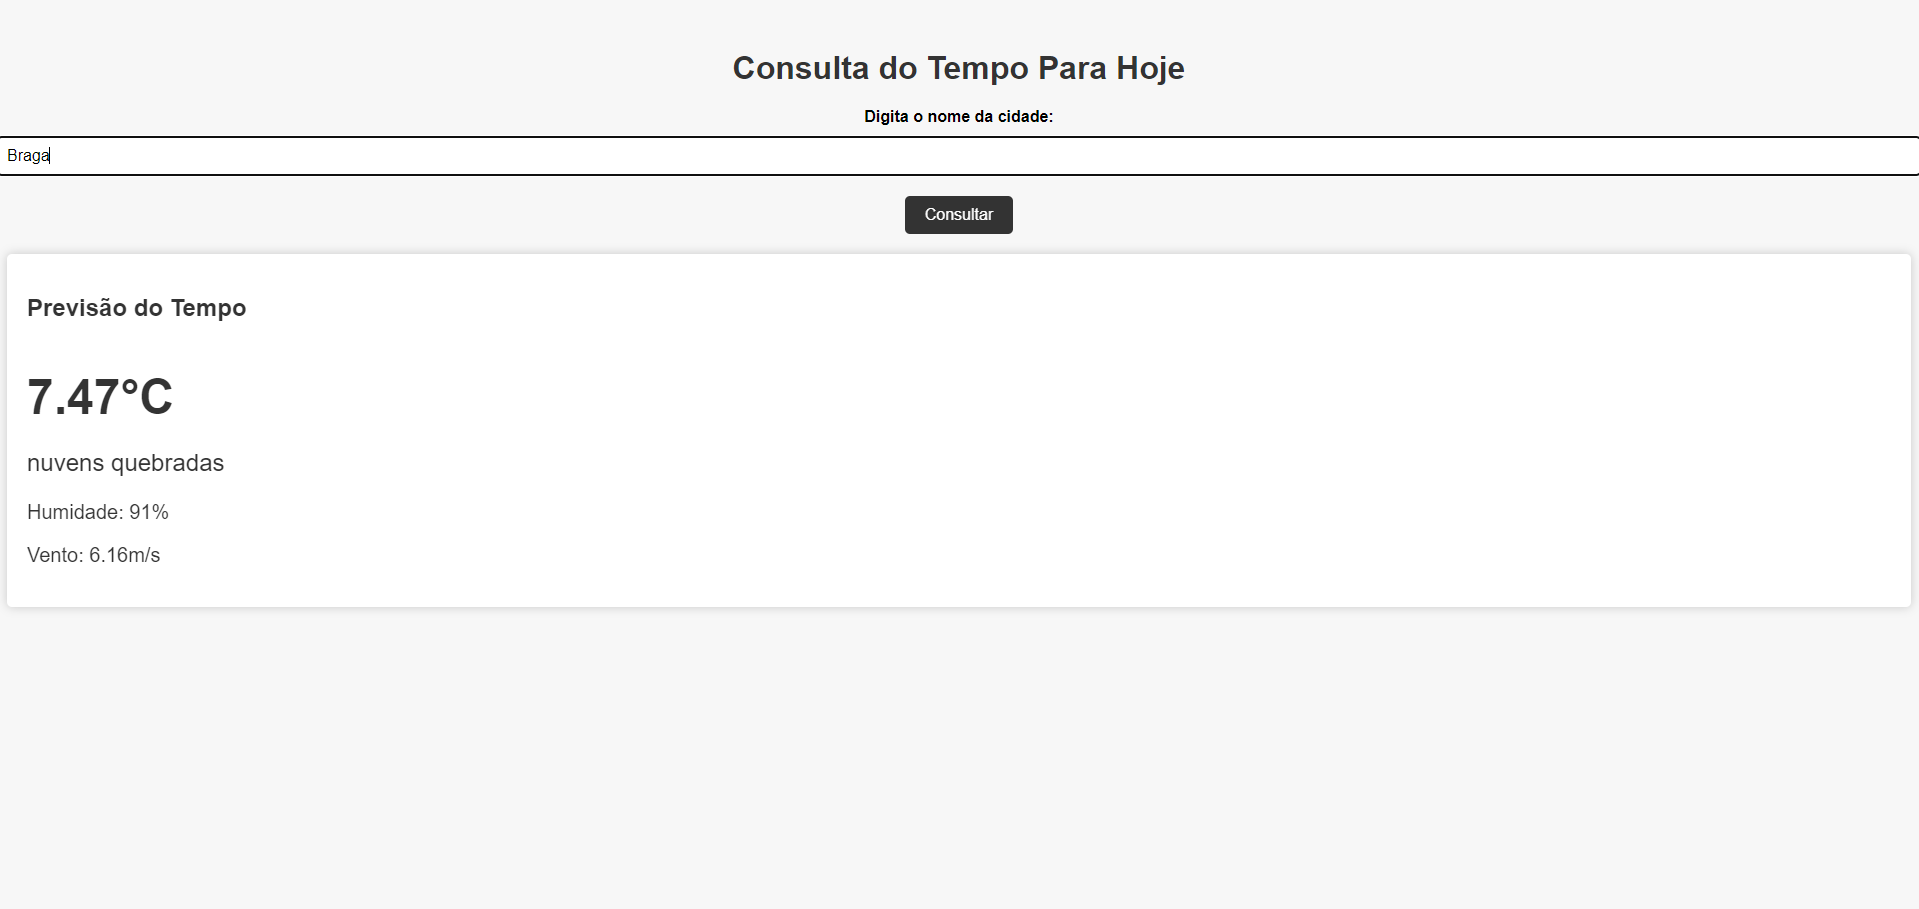 Consulta do Tempo Para Hoje
Digita o nome da cidade:
Braga
Consultar
Previsão do Tempo
7.47°C
nuvens quebradas
Humidade: 91%
Vento: 6.16m/s